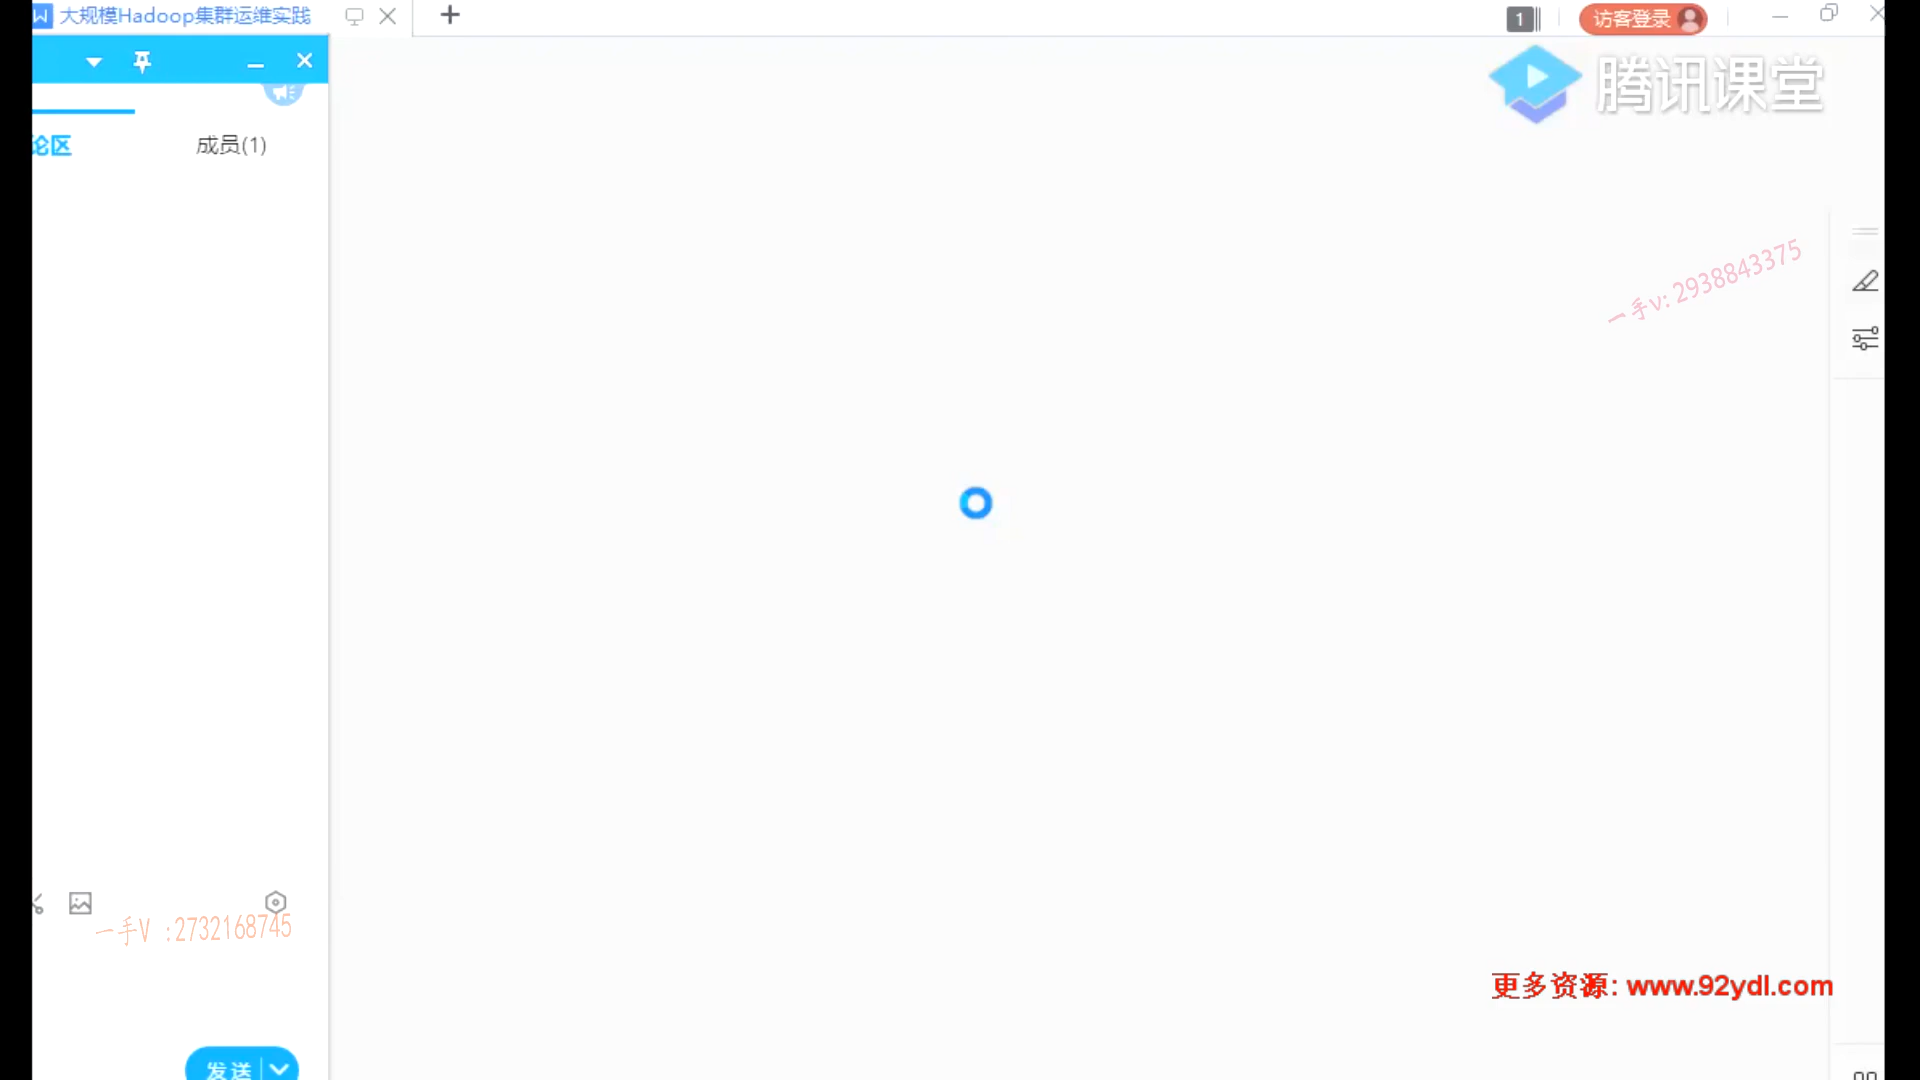 大规模Hadoop集群运维实践
1
访客登录
腾讯课堂
论区
成员(1)
一手v: 2938843375
一手V :2732168745
更多资源: www.92ydl.com
发送